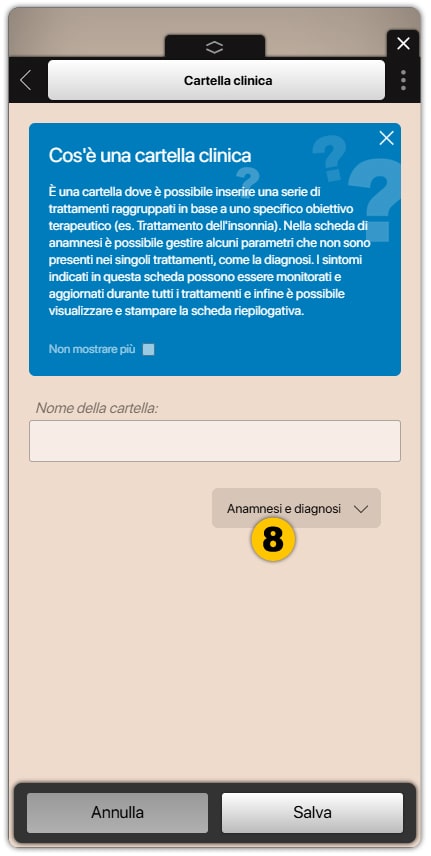 Cartella clinica
Cos'è una cartella clinica
È una cartella dove è possibile inserire una serie di
trattamenti raggruppati in base a uno specifico obiettivo
terapeutico (es. Trattamento dell'insonnia). Nella scheda di
anamnesi è possibile gestire alcuni parametri che non sono
presenti nei singoli trattamenti, come la diagnosi. I sintomi
indicati in questa scheda possono essere monitorati e
aggiornati durante tutti i trattamenti e infine è possibile
visualizzare e stampare la scheda riepilogativa.
Non mostrare più
Nome della cartella:
Anamnesi e diagnosi
8
Annulla
Salva